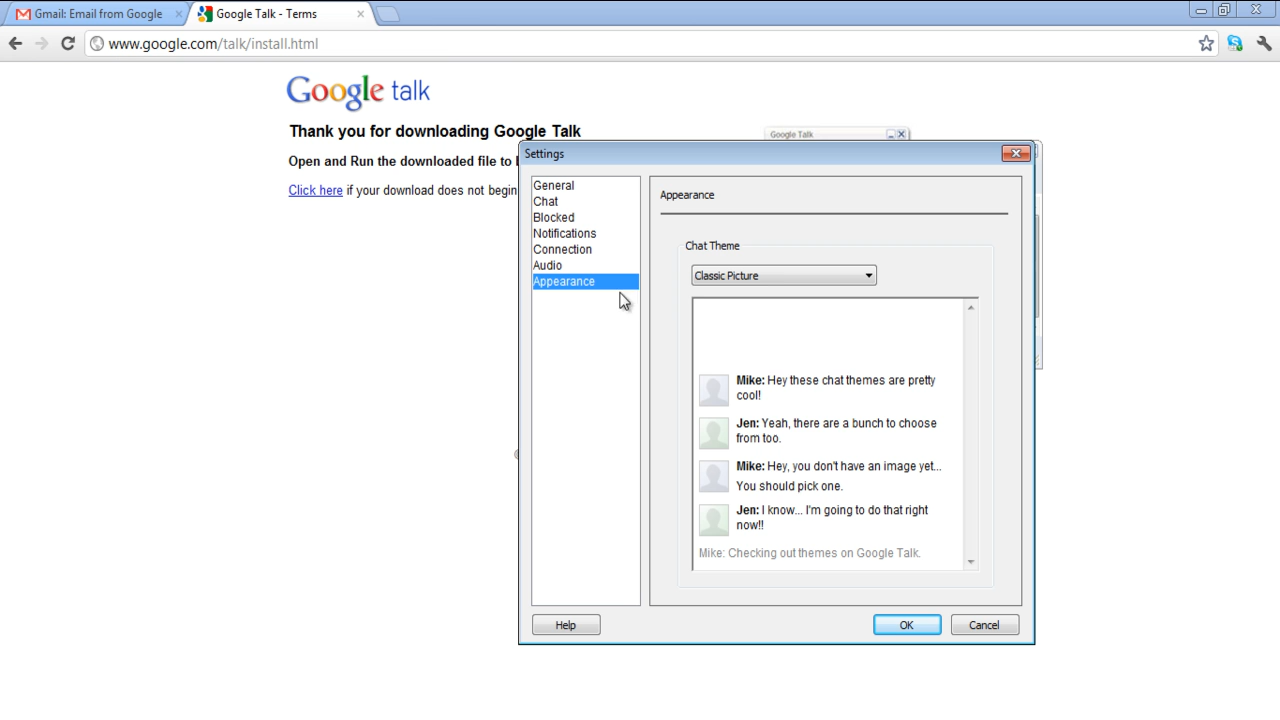 Gmail: Email from Google
Google Talk - Terms
www.google.com/talk/install.html
Google talk
Thank you for downloading Google Talk
Google Talk
Open and Run the downloaded file to
Click here if your download does not begin
Settings
General
Chat
Blocked
Notifications
Connection
Audio
Appearance
Appearance
Chat Theme
Classic Picture
Mike: Hey these chat themes are pretty
cool!
Jen: Yeah, there are a bunch to choose
from too.
Mike: Hey, you don't have an image yet...
You should pick one.
Jen: I know... I'm going to do that right
now!!
Mike: Checking out themes on Google Talk.
Help
OK
Cancel